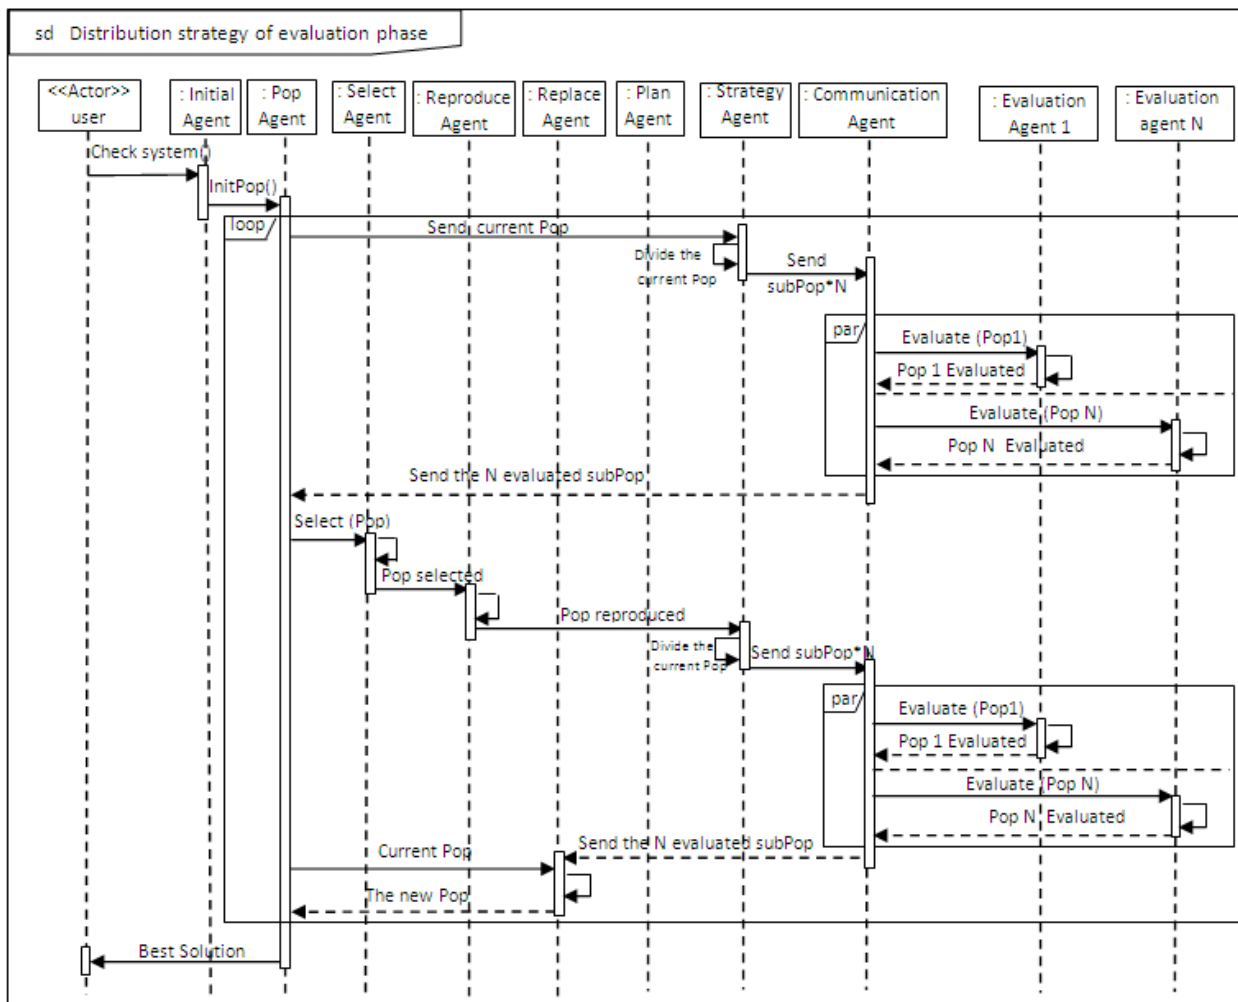 sd Distribution strategy of evaluation phase
<<Actor>>
user
: Initial
Agent
: Pop
Agent
: Select
Agent
: Reproduce
Agent
: Replace
Agent
: Plan
Agent
: Strategy
Agent
: Communication
Agent
: Evaluation
Agent 1
: Evaluation
agent N
Check system()
InitPop()
loop
Send current Pop
Divide the
current Pop
Send
subPop*N
par
Evaluate (Pop1)
Pop 1 Evaluated
Evaluate (Pop N)
Pop N Evaluated
Send the N evaluated subPop
Select (Pop)
Pop selected
Pop reproduced
Divide the
current Pop
Send subPop*N
par
Evaluate (Pop1)
Pop 1 Evaluated
Evaluate (Pop N)
Pop N Evaluated
Send the N evaluated subPop
Current Pop
The new Pop
Best Solution